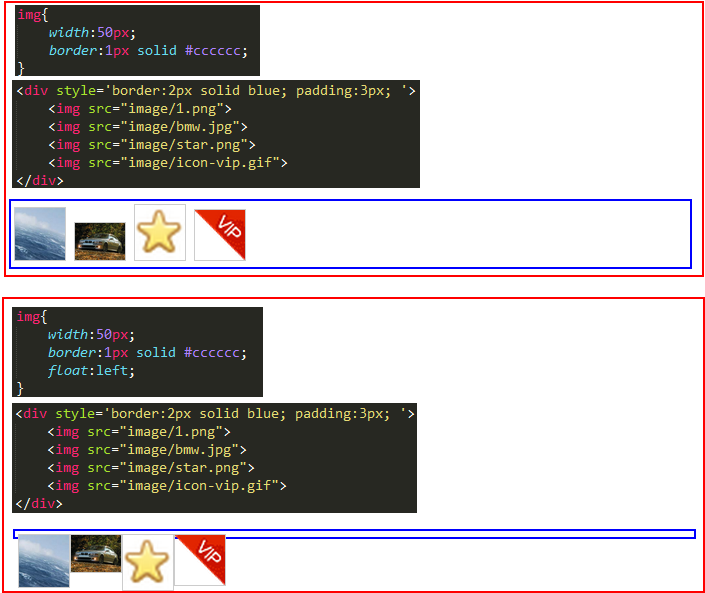 img{
    width:50px;
    border:1px solid #cccccc;
}
<div style='border:2px solid blue; padding:3px; '>
    <img src="image/1.png">
    <img src="image/bmw.jpg">
    <img src="image/star.png">
    <img src="image/icon-vip.gif">
</div>
VIP
img{
    width:50px;
    border:1px solid #cccccc;
    float:left;
}
<div style='border:2px solid blue; padding:3px; '>
    <img src="image/1.png">
    <img src="image/bmw.jpg">
    <img src="image/star.png">
    <img src="image/icon-vip.gif">
</div>
VIP